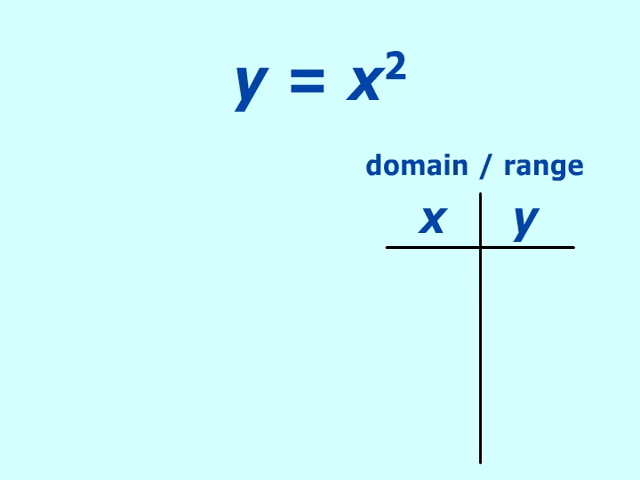 y = x²
domain / range
x y